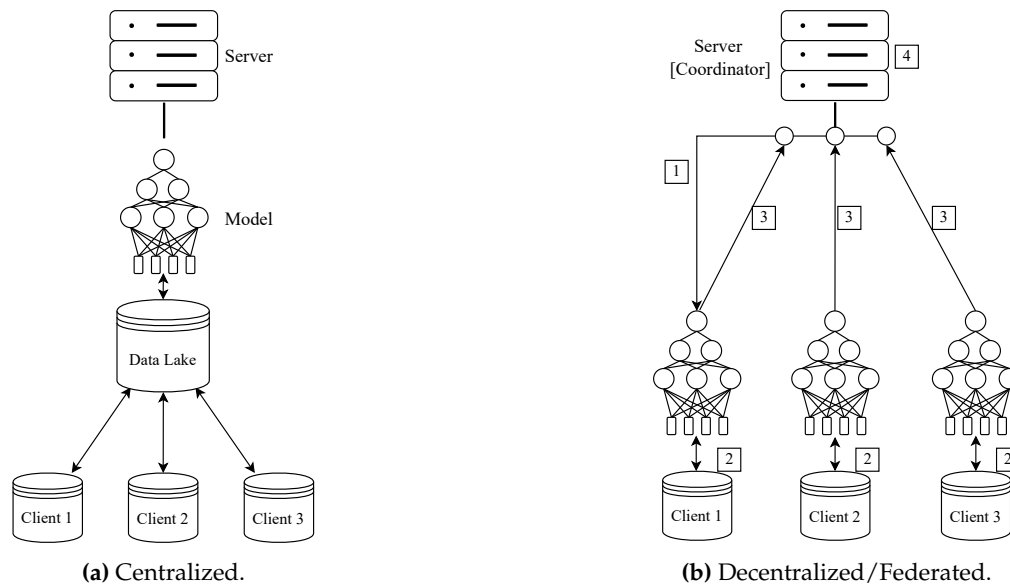 Server
Model
Data Lake
Client 1
Client 2
Client 3
(a) Centralized.
Server
[Coordinator]
4
1
3
3
3
2
2
2
Client 1
Client 2
Client 3
(b) Decentralized/Federated.